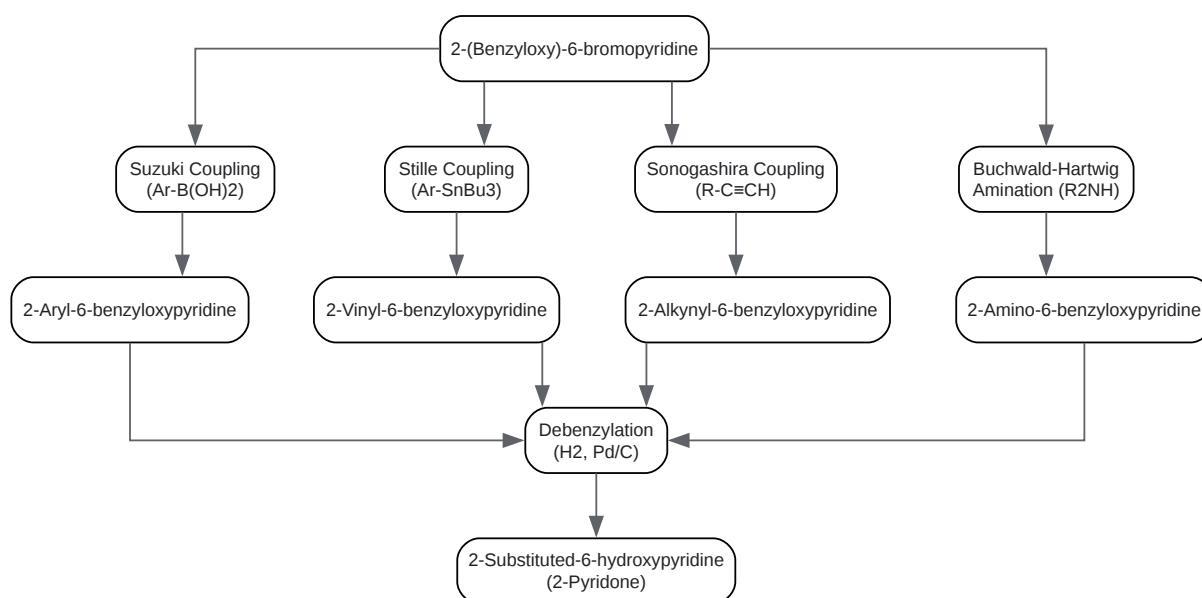 2-(Benzyloxy)-6-bromopyridine
Suzuki Coupling
(Ar-B(OH)2)
Stille Coupling
(Ar-SnBu3)
Sonogashira Coupling
(R-C≡CH)
Buchwald-Hartwig
Amination (R2NH)
2-Aryl-6-benzyloxypyridine
2-Vinyl-6-benzyloxypyridine
2-Alkynyl-6-benzyloxypyridine
2-Amino-6-benzyloxypyridine
Debenzylation
(H2, Pd/C)
2-Substituted-6-hydroxypyridine
(2-Pyridone)